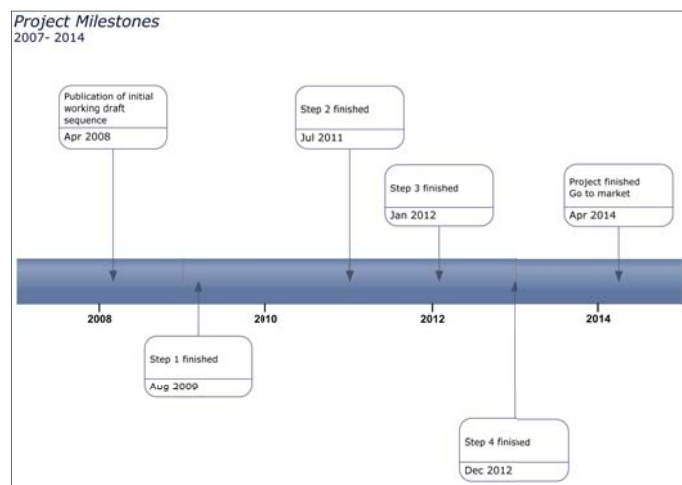 Project Milestones
2007- 2014
Publication of initial
working draft
sequence
Apr 2008
Step 2 finished
Jul 2011
Step 3 finished
Jan 2012
Project finished
Go to market
Apr 2014
2008
2010
2012
2014
Step 1 finished
Aug 2009
Step 4 finished
Dec 2012